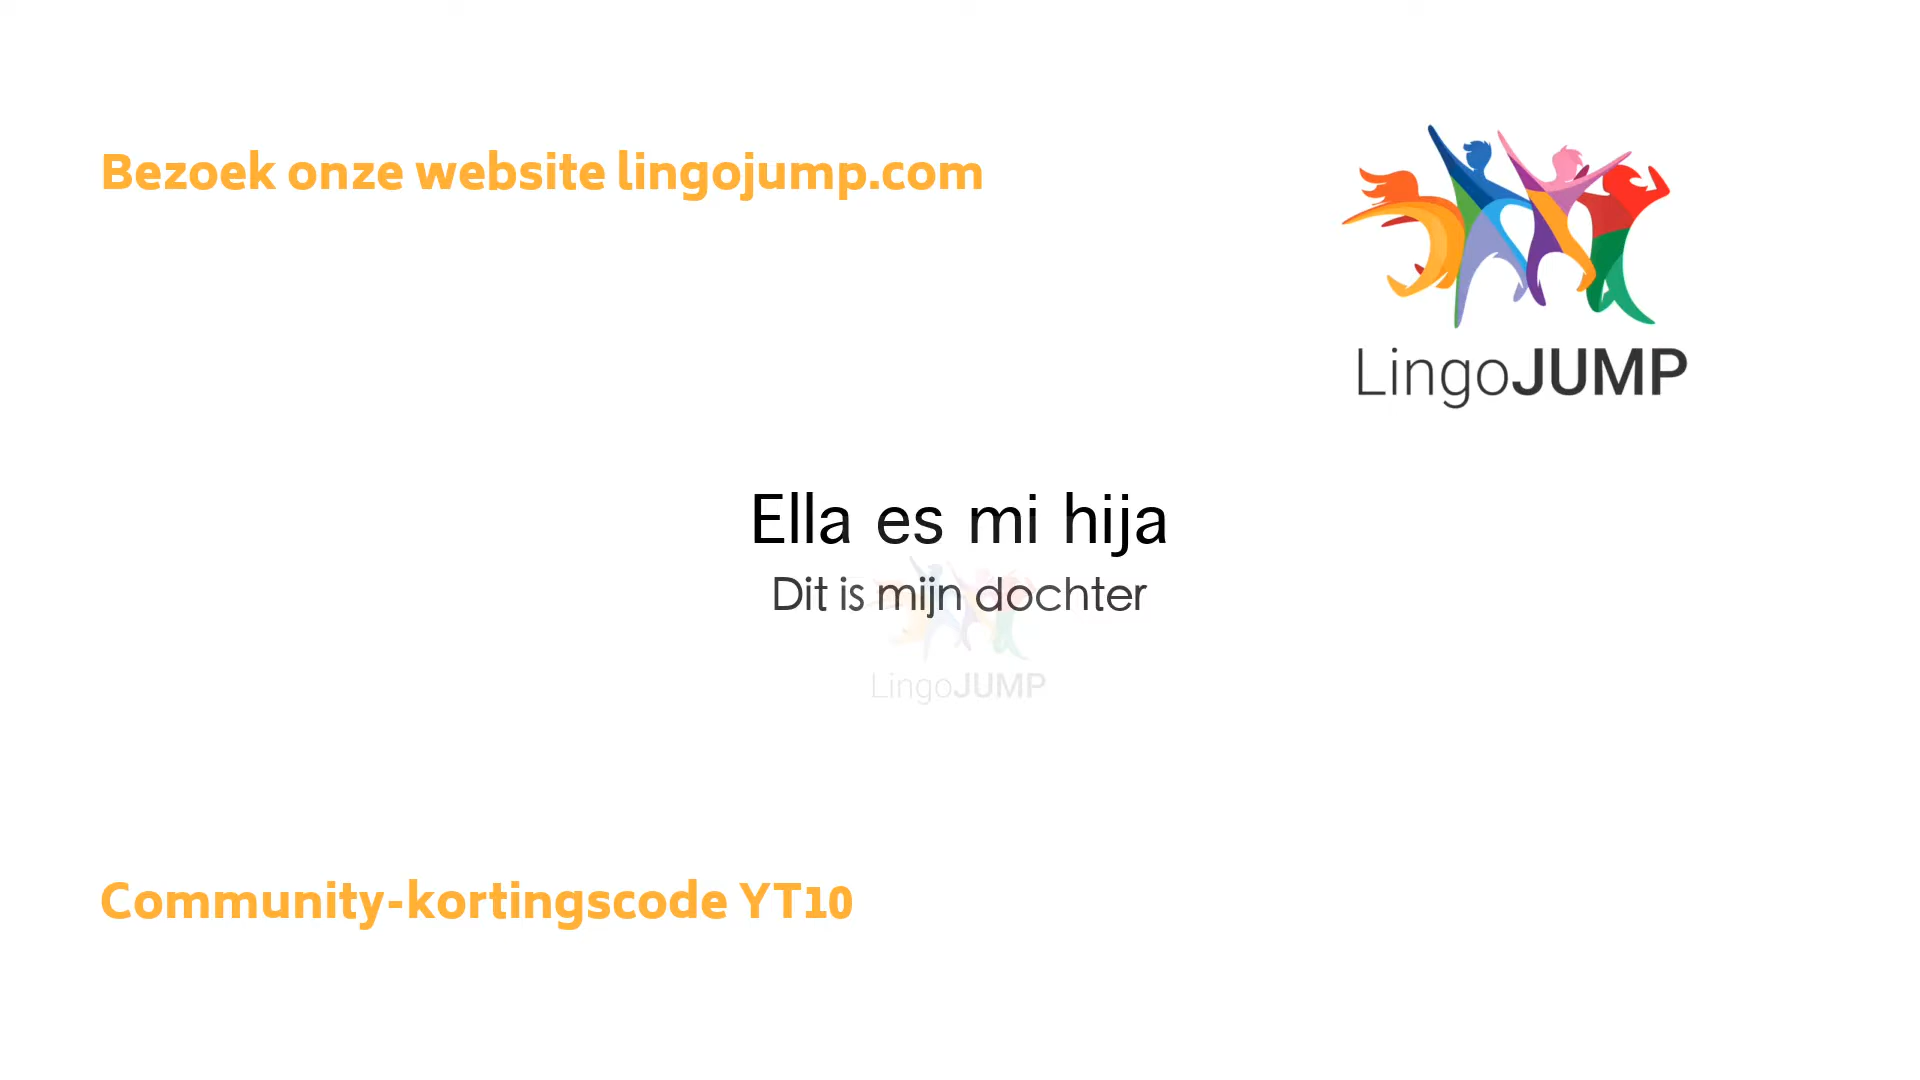 Bezoek onze website lingojump.com
LingoJUMP
Ella es mi hija
Dit is mijn dochter
LingoJUMP
Community-kortingscode YT10